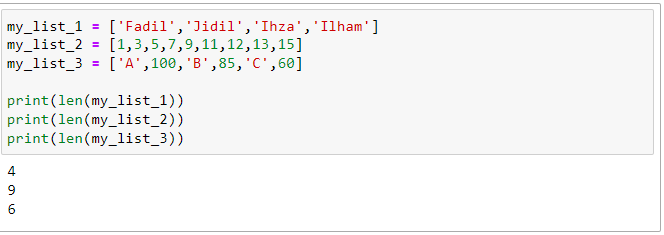 my_list_1 = ['Fadil','Jidil','Ihza','Ilham']
my_list_2 = [1,3,5,7,9,11,12,13,15]
my_list_3 = ['A',100,'B',85,'C',60]
print(len(my_list_1))
print(len(my_list_2))
print(len(my_list_3))
4
9
6